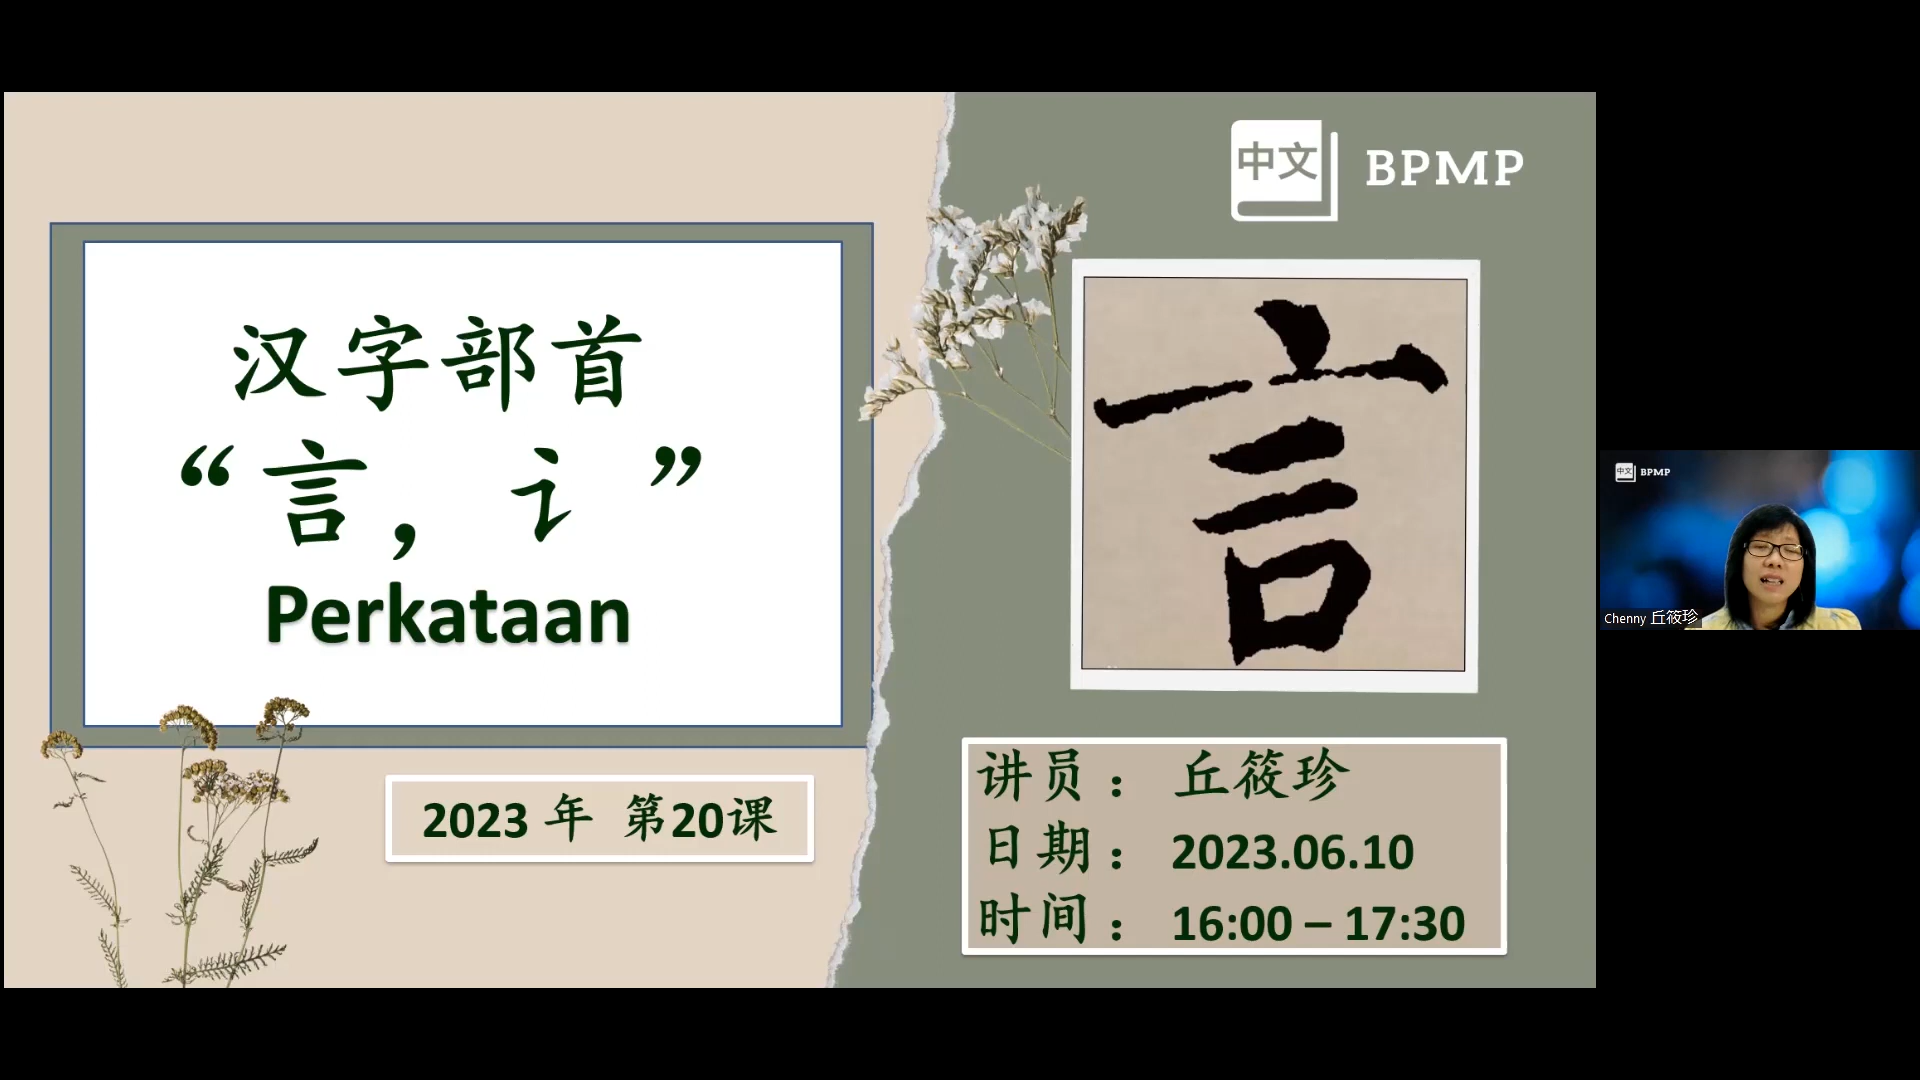 中文 BPMP
汉字部首
“言，讠”
Perkataan
言
2023 年 第20课
讲员： 丘筱珍
日期： 2023.06.10
时间： 16:00 – 17:30
中文 BPMP
Chenny 丘筱珍